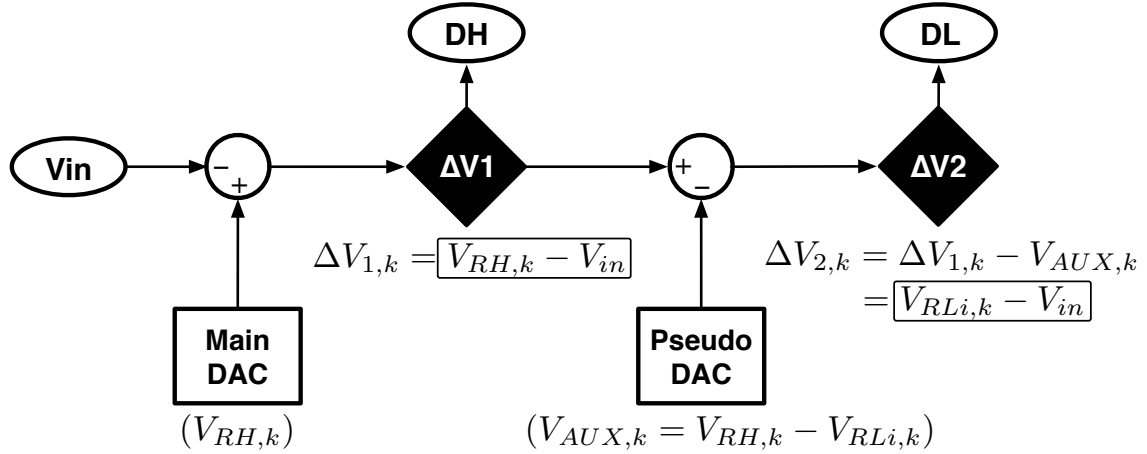 DH
DL
Vin
−
+
ΔV1
+
−
ΔV2
ΔV_{1,k} = V_{RH,k} − V_{in}
ΔV_{2,k} = ΔV_{1,k} − V_{AUX,k}
= V_{RLi,k} − V_{in}
Main
DAC
Pseudo
DAC
(V_{RH,k})
(V_{AUX,k} = V_{RH,k} − V_{RLi,k})